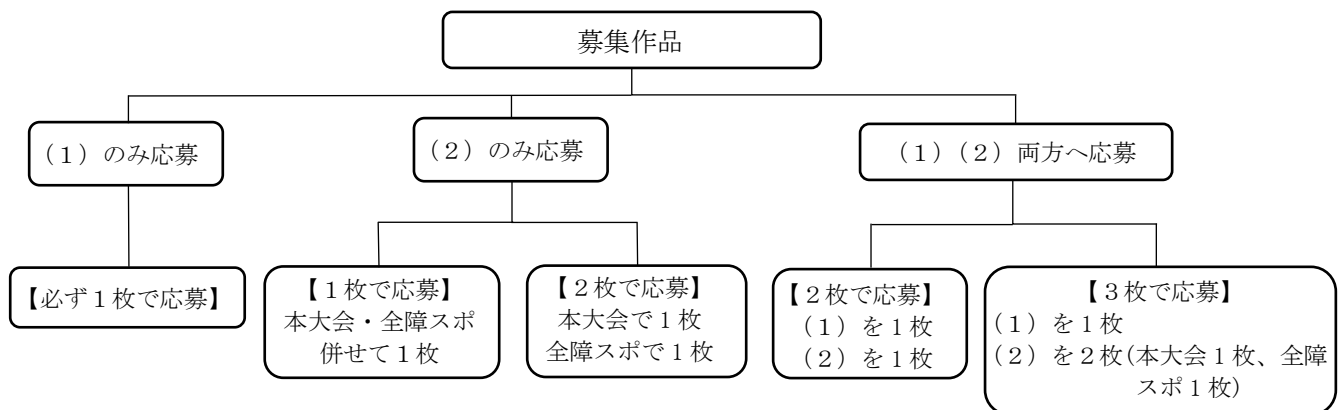 募集作品
（１）のみ応募
（２）のみ応募
（１）（２）両方へ応募
【必ず１枚で応募】
【１枚で応募】
本大会・全障スポ
併せて１枚
【２枚で応募】
本大会で１枚
全障スポで１枚
【２枚で応募】
（１）を１枚
（２）を１枚
【３枚で応募】
（１）を１枚
（２）を２枚(本大会１枚、全障
スポ１枚)